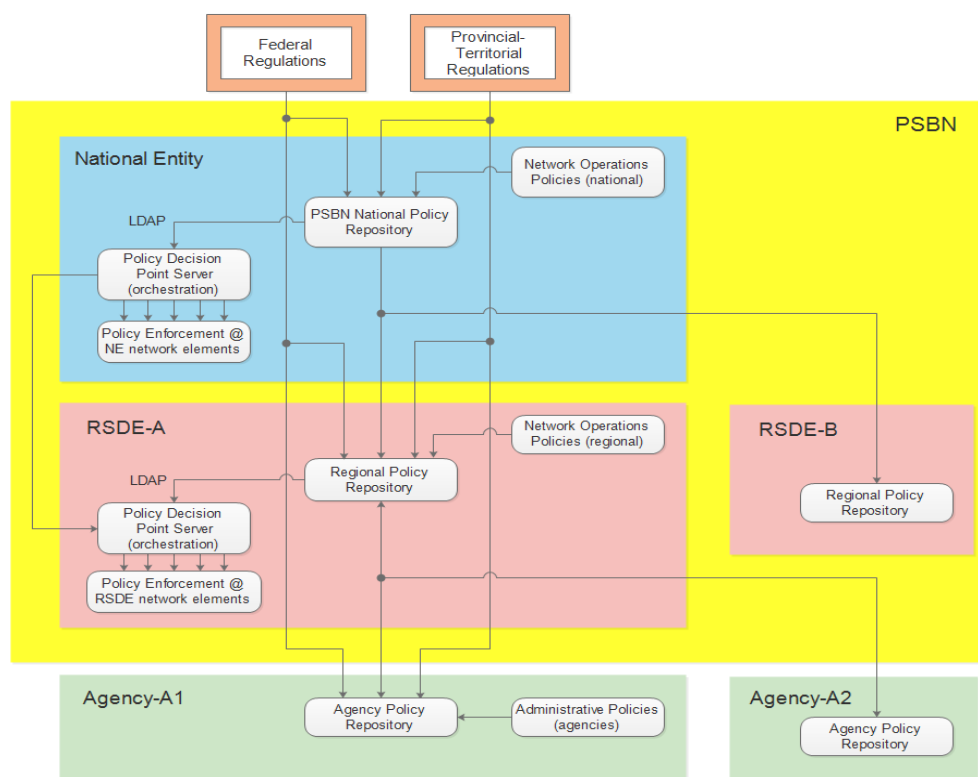 Federal
Regulations
Provincial-
Territorial
Regulations
PSBN
National Entity
Network Operations
Policies (national)
PSBN National Policy
Repository
LDAP
Policy Decision
Point Server
(orchestration)
Policy Enforcement @
NE network elements
RSDE-A
Network Operations
Policies (regional)
RSDE-B
Regional Policy
Repository
LDAP
Regional Policy
Repository
Policy Decision
Point Server
(orchestration)
Policy Enforcement @
RSDE network elements
Agency-A1
Agency Policy
Repository
Administrative Policies
(agencies)
Agency-A2
Agency Policy
Repository